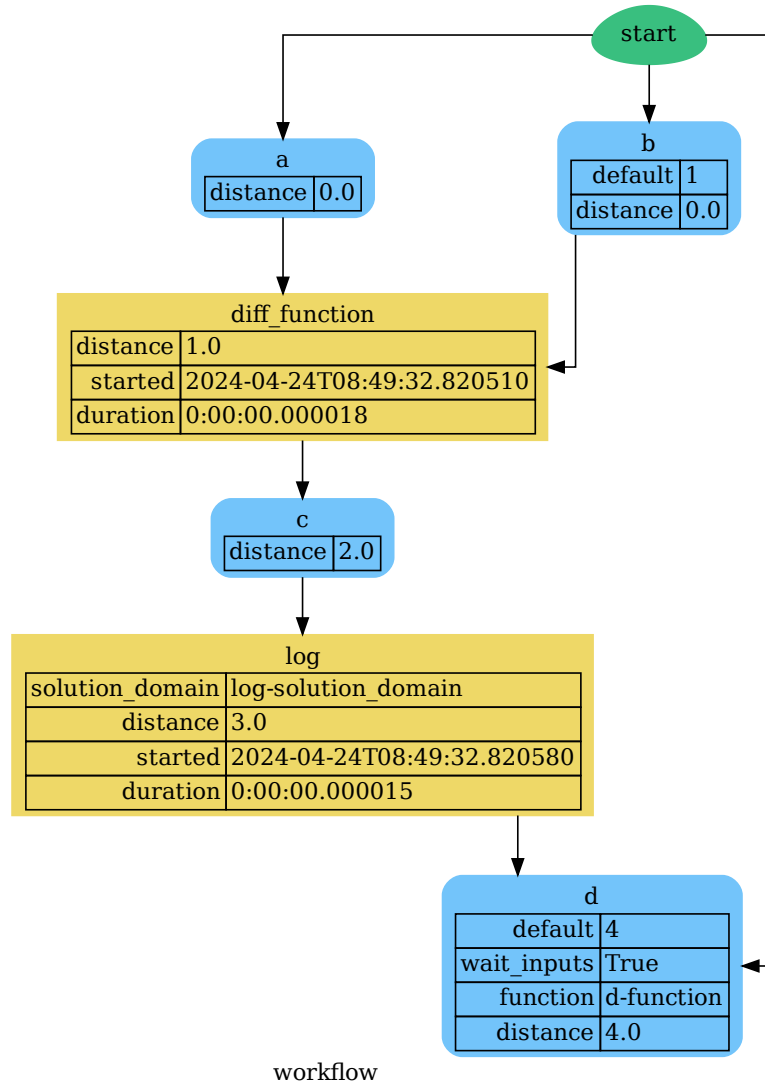 start
a
distance 0.0
b
default 1
distance 0.0
diff_function
distance 1.0
started 2024-04-24T08:49:32.820510
duration 0:00:00.000018
c
distance 2.0
log
solution_domain log-solution_domain
distance 3.0
started 2024-04-24T08:49:32.820580
duration 0:00:00.000015
d
default 4
wait_inputs True
function d-function
distance 4.0
workflow